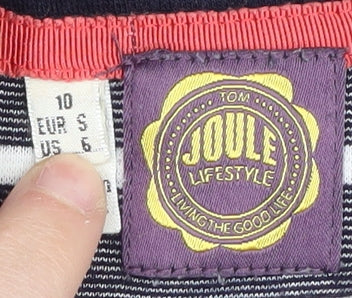 10
EUR S
US 6
TOM
JOULE
LIFESTYLE
LIVING THE GOOD LIFE